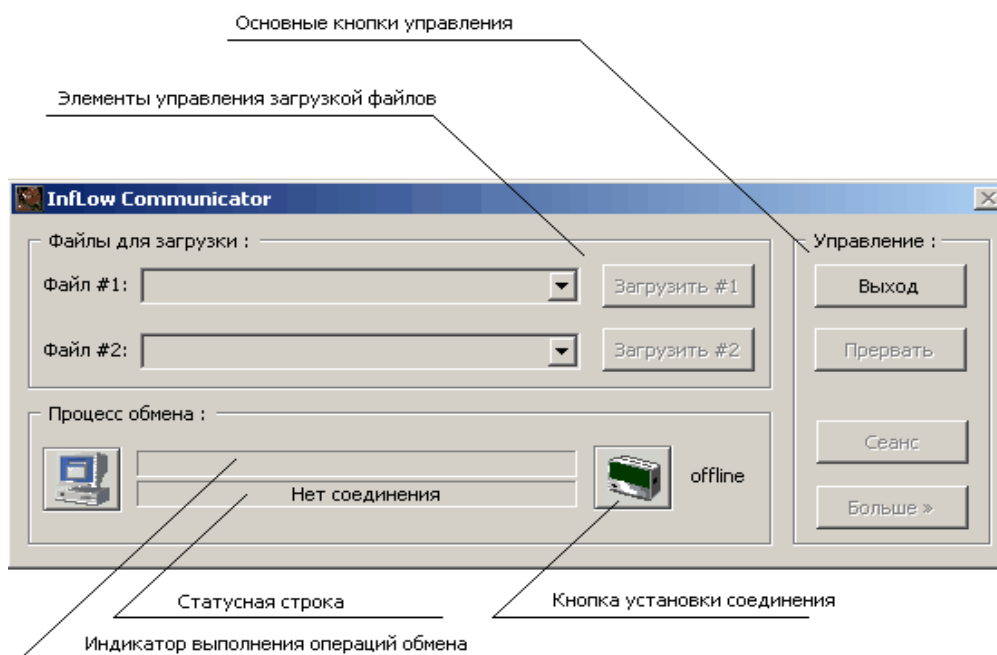 Основные кнопки управления
Элементы управления загрузкой файлов
InfLow Communicator
Файлы для загрузки :
Управление :
Файл #1:
Загрузить #1
Выход
Файл #2:
Загрузить #2
Прервать
Процесс обмена :
Сеанс
offline
Нет соединения
Больше »
Статусная строка
Кнопка установки соединения
Индикатор выполнения операций обмена